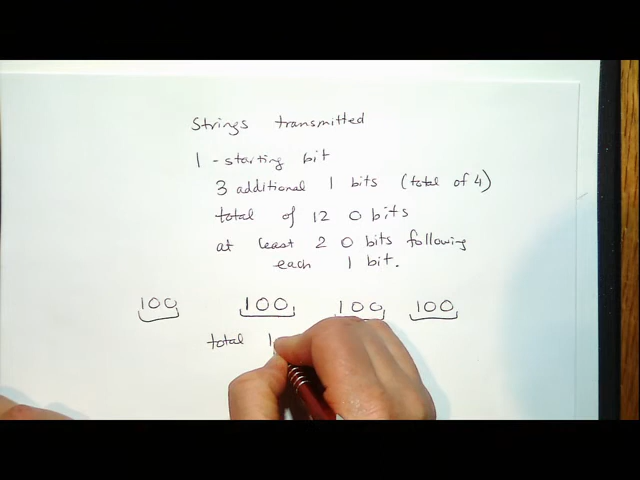 Strings transmitted
1 - starting bit
3 additional 1 bits (total of 4)
total of 12 0 bits
at least 2 0 bits following
each 1 bit.
100 100 100 100
total 1